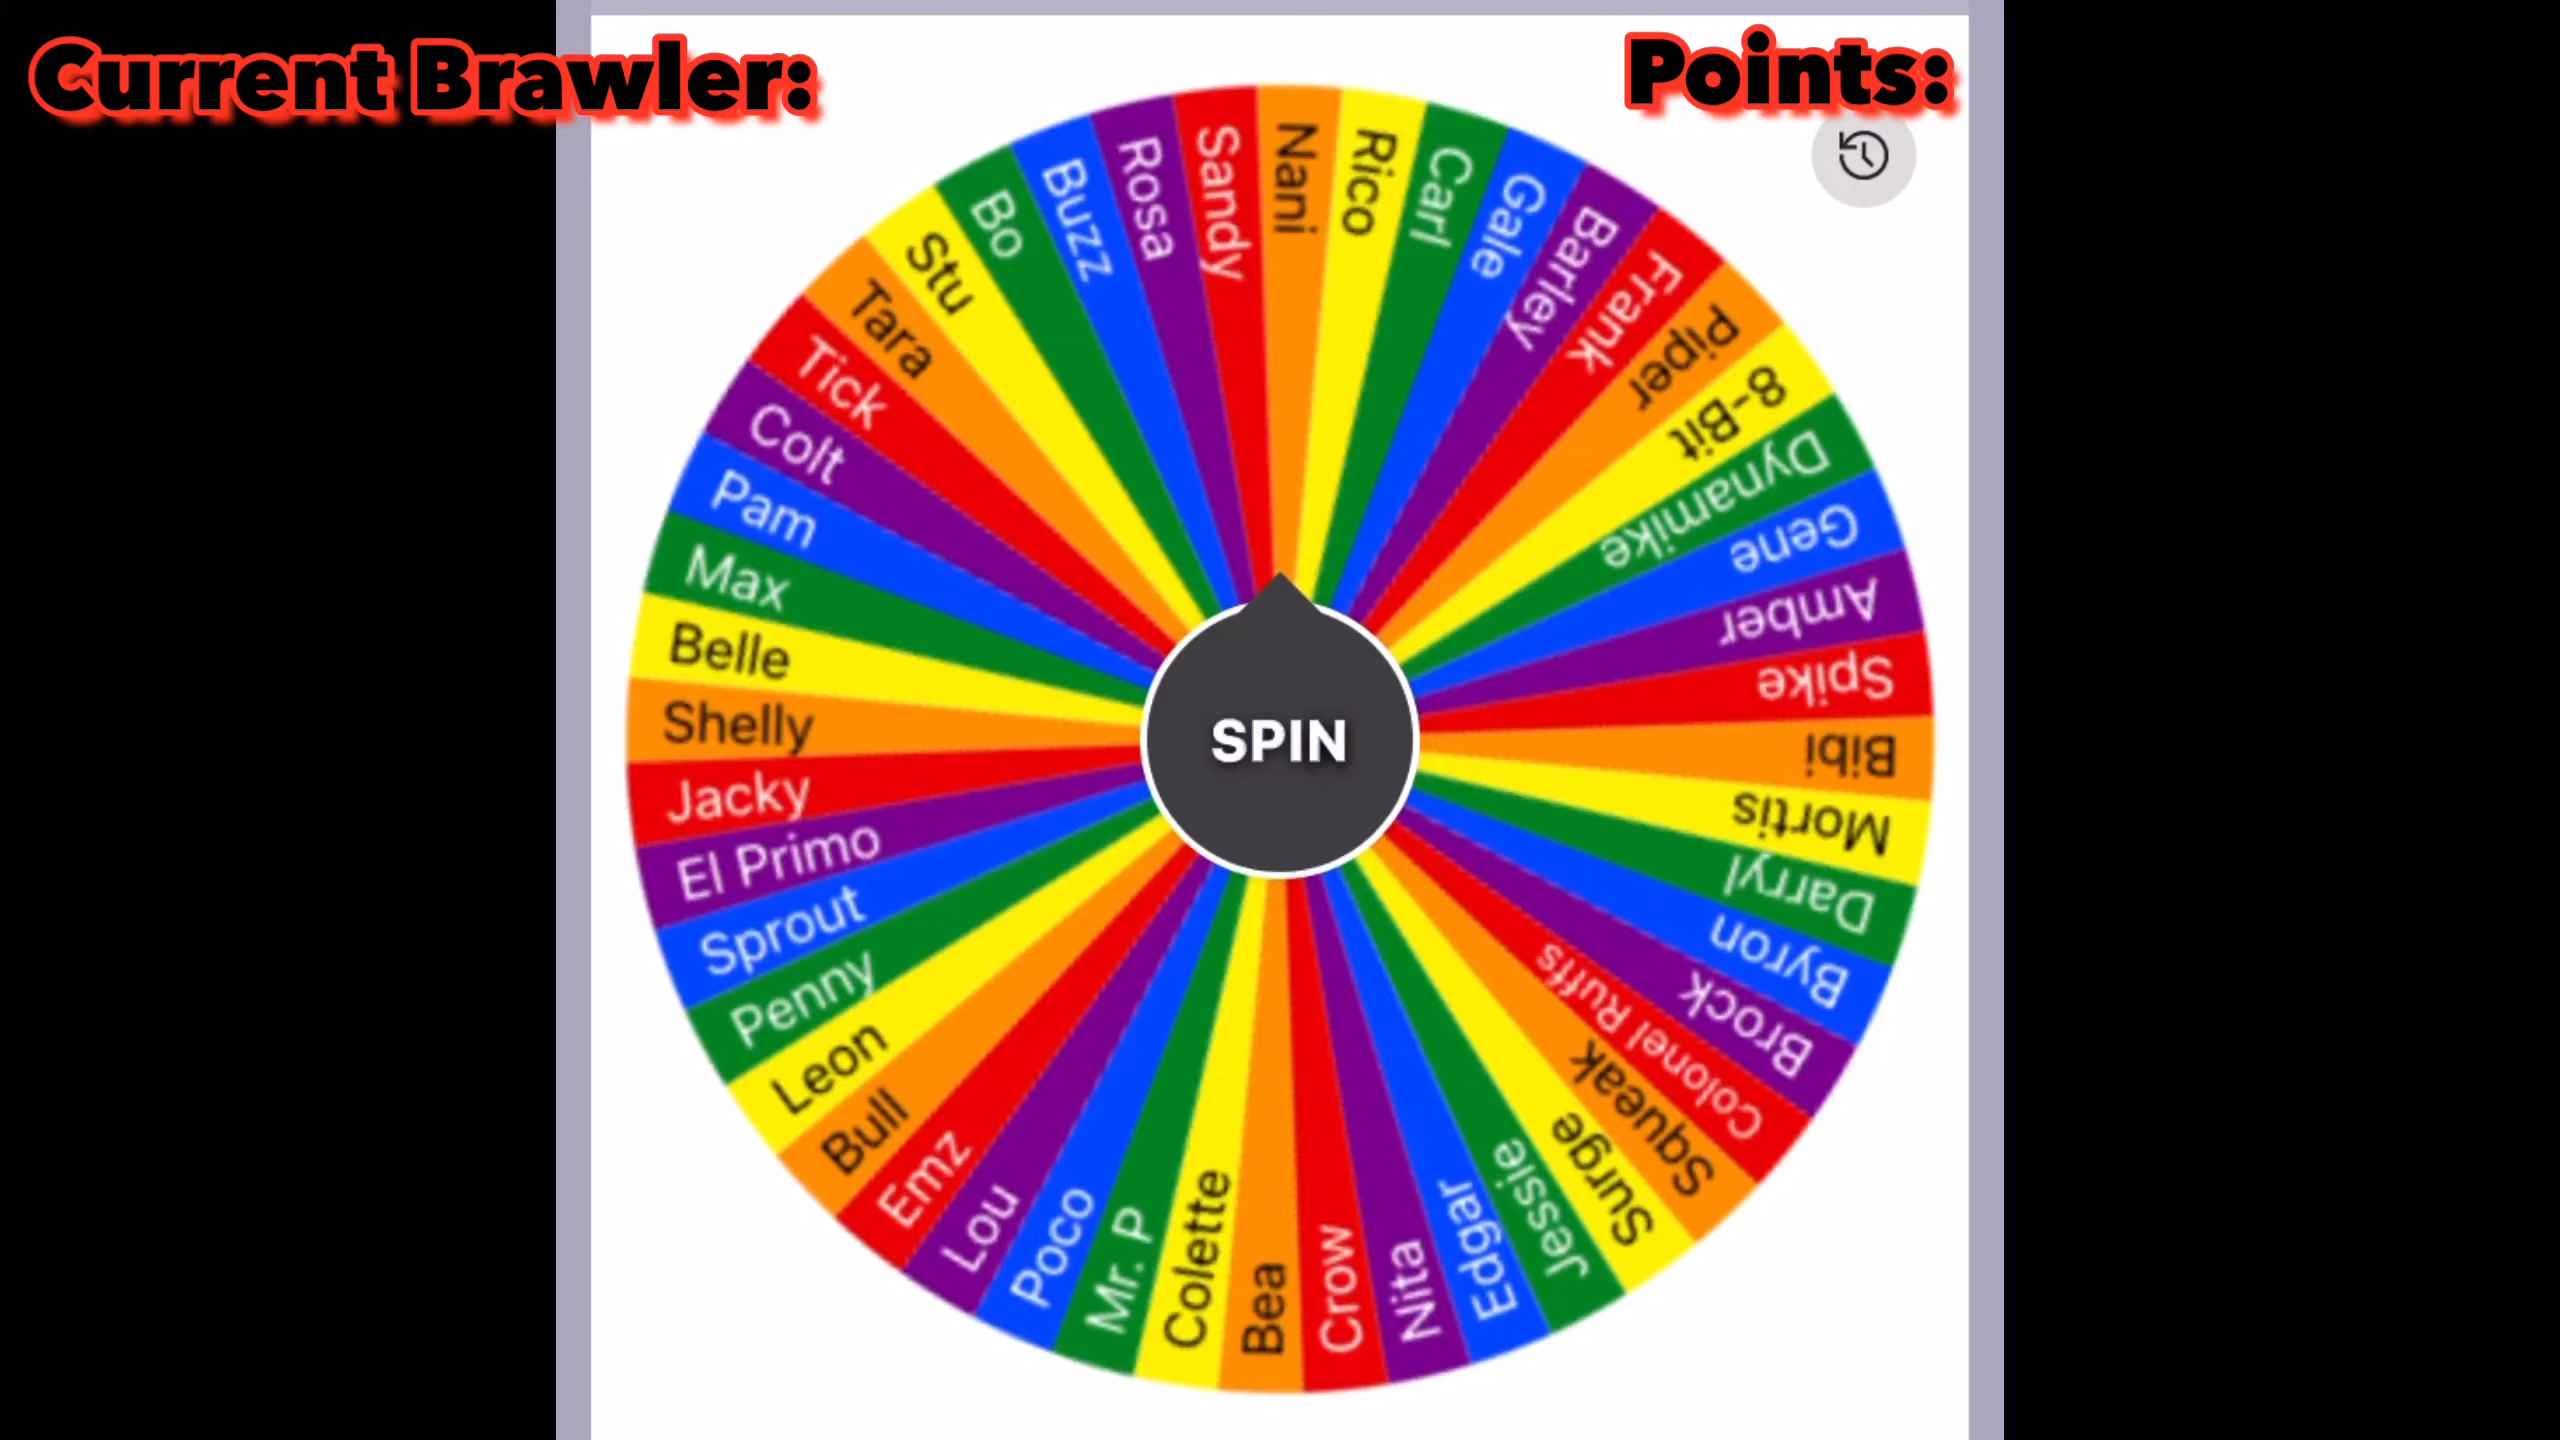 Current Brawler:
Points:
Nani
Rico
Carl
Gale
Barley
Frank
Piper
8-Bit
Dynamike
Gene
Amber
Spike
Bibi
Mortis
Darryl
Byron
Brock
Colonel Ruffs
Squeak
Surge
Jessie
Edgar
Nita
Crow
Bea
Colette
Mr. P
Poco
Lou
Emz
Bull
Leon
Penny
Sprout
El Primo
Jacky
Shelly
Belle
Max
Pam
Colt
Tick
Tara
Stu
Bo
Buzz
Rosa
Sandy
SPIN